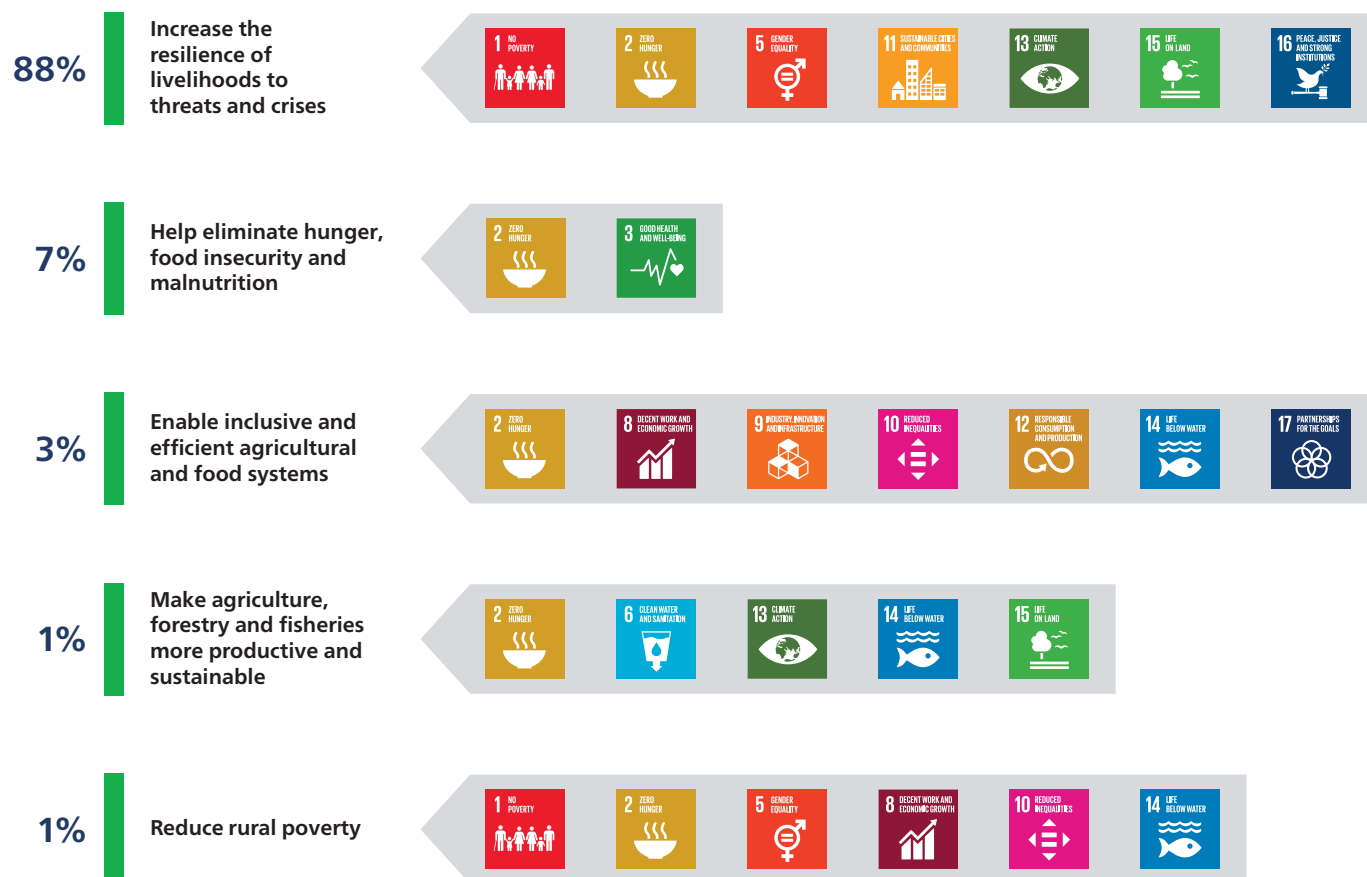 88%
Increase the
resilience of
livelihoods to
threats and crises
1 NO
POVERTY
2 ZERO
HUNGER
5 GENDER
EQUALITY
11 SUSTAINABLE CITIES
AND COMMUNITIES
13 CLIMATE
ACTION
15 LIFE
ON LAND
16 PEACE, JUSTICE
AND STRONG
INSTITUTIONS
7%
Help eliminate hunger,
food insecurity and
malnutrition
2 ZERO
HUNGER
3 GOOD HEALTH
AND WELL-BEING
3%
Enable inclusive and
efficient agricultural
and food systems
2 ZERO
HUNGER
8 DECENT WORK AND
ECONOMIC GROWTH
9 INDUSTRY, INNOVATION
AND INFRASTRUCTURE
10 REDUCED
INEQUALITIES
12 RESPONSIBLE
CONSUMPTION
AND PRODUCTION
14 LIFE
BELOW WATER
17 PARTNERSHIPS
FOR THE GOALS
1%
Make agriculture,
forestry and fisheries
more productive and
sustainable
2 ZERO
HUNGER
6 CLEAN WATER
AND SANITATION
13 CLIMATE
ACTION
14 LIFE
BELOW WATER
15 LIFE
ON LAND
1%
Reduce rural poverty
1 NO
POVERTY
2 ZERO
HUNGER
5 GENDER
EQUALITY
8 DECENT WORK AND
ECONOMIC GROWTH
10 REDUCED
INEQUALITIES
14 LIFE
BELOW WATER